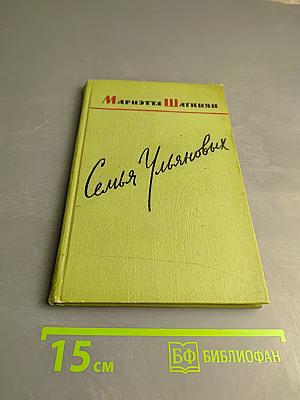 Мариэтта Шагинян
Семья Ульяновых
15 см
БФ БИБЛИОФАН